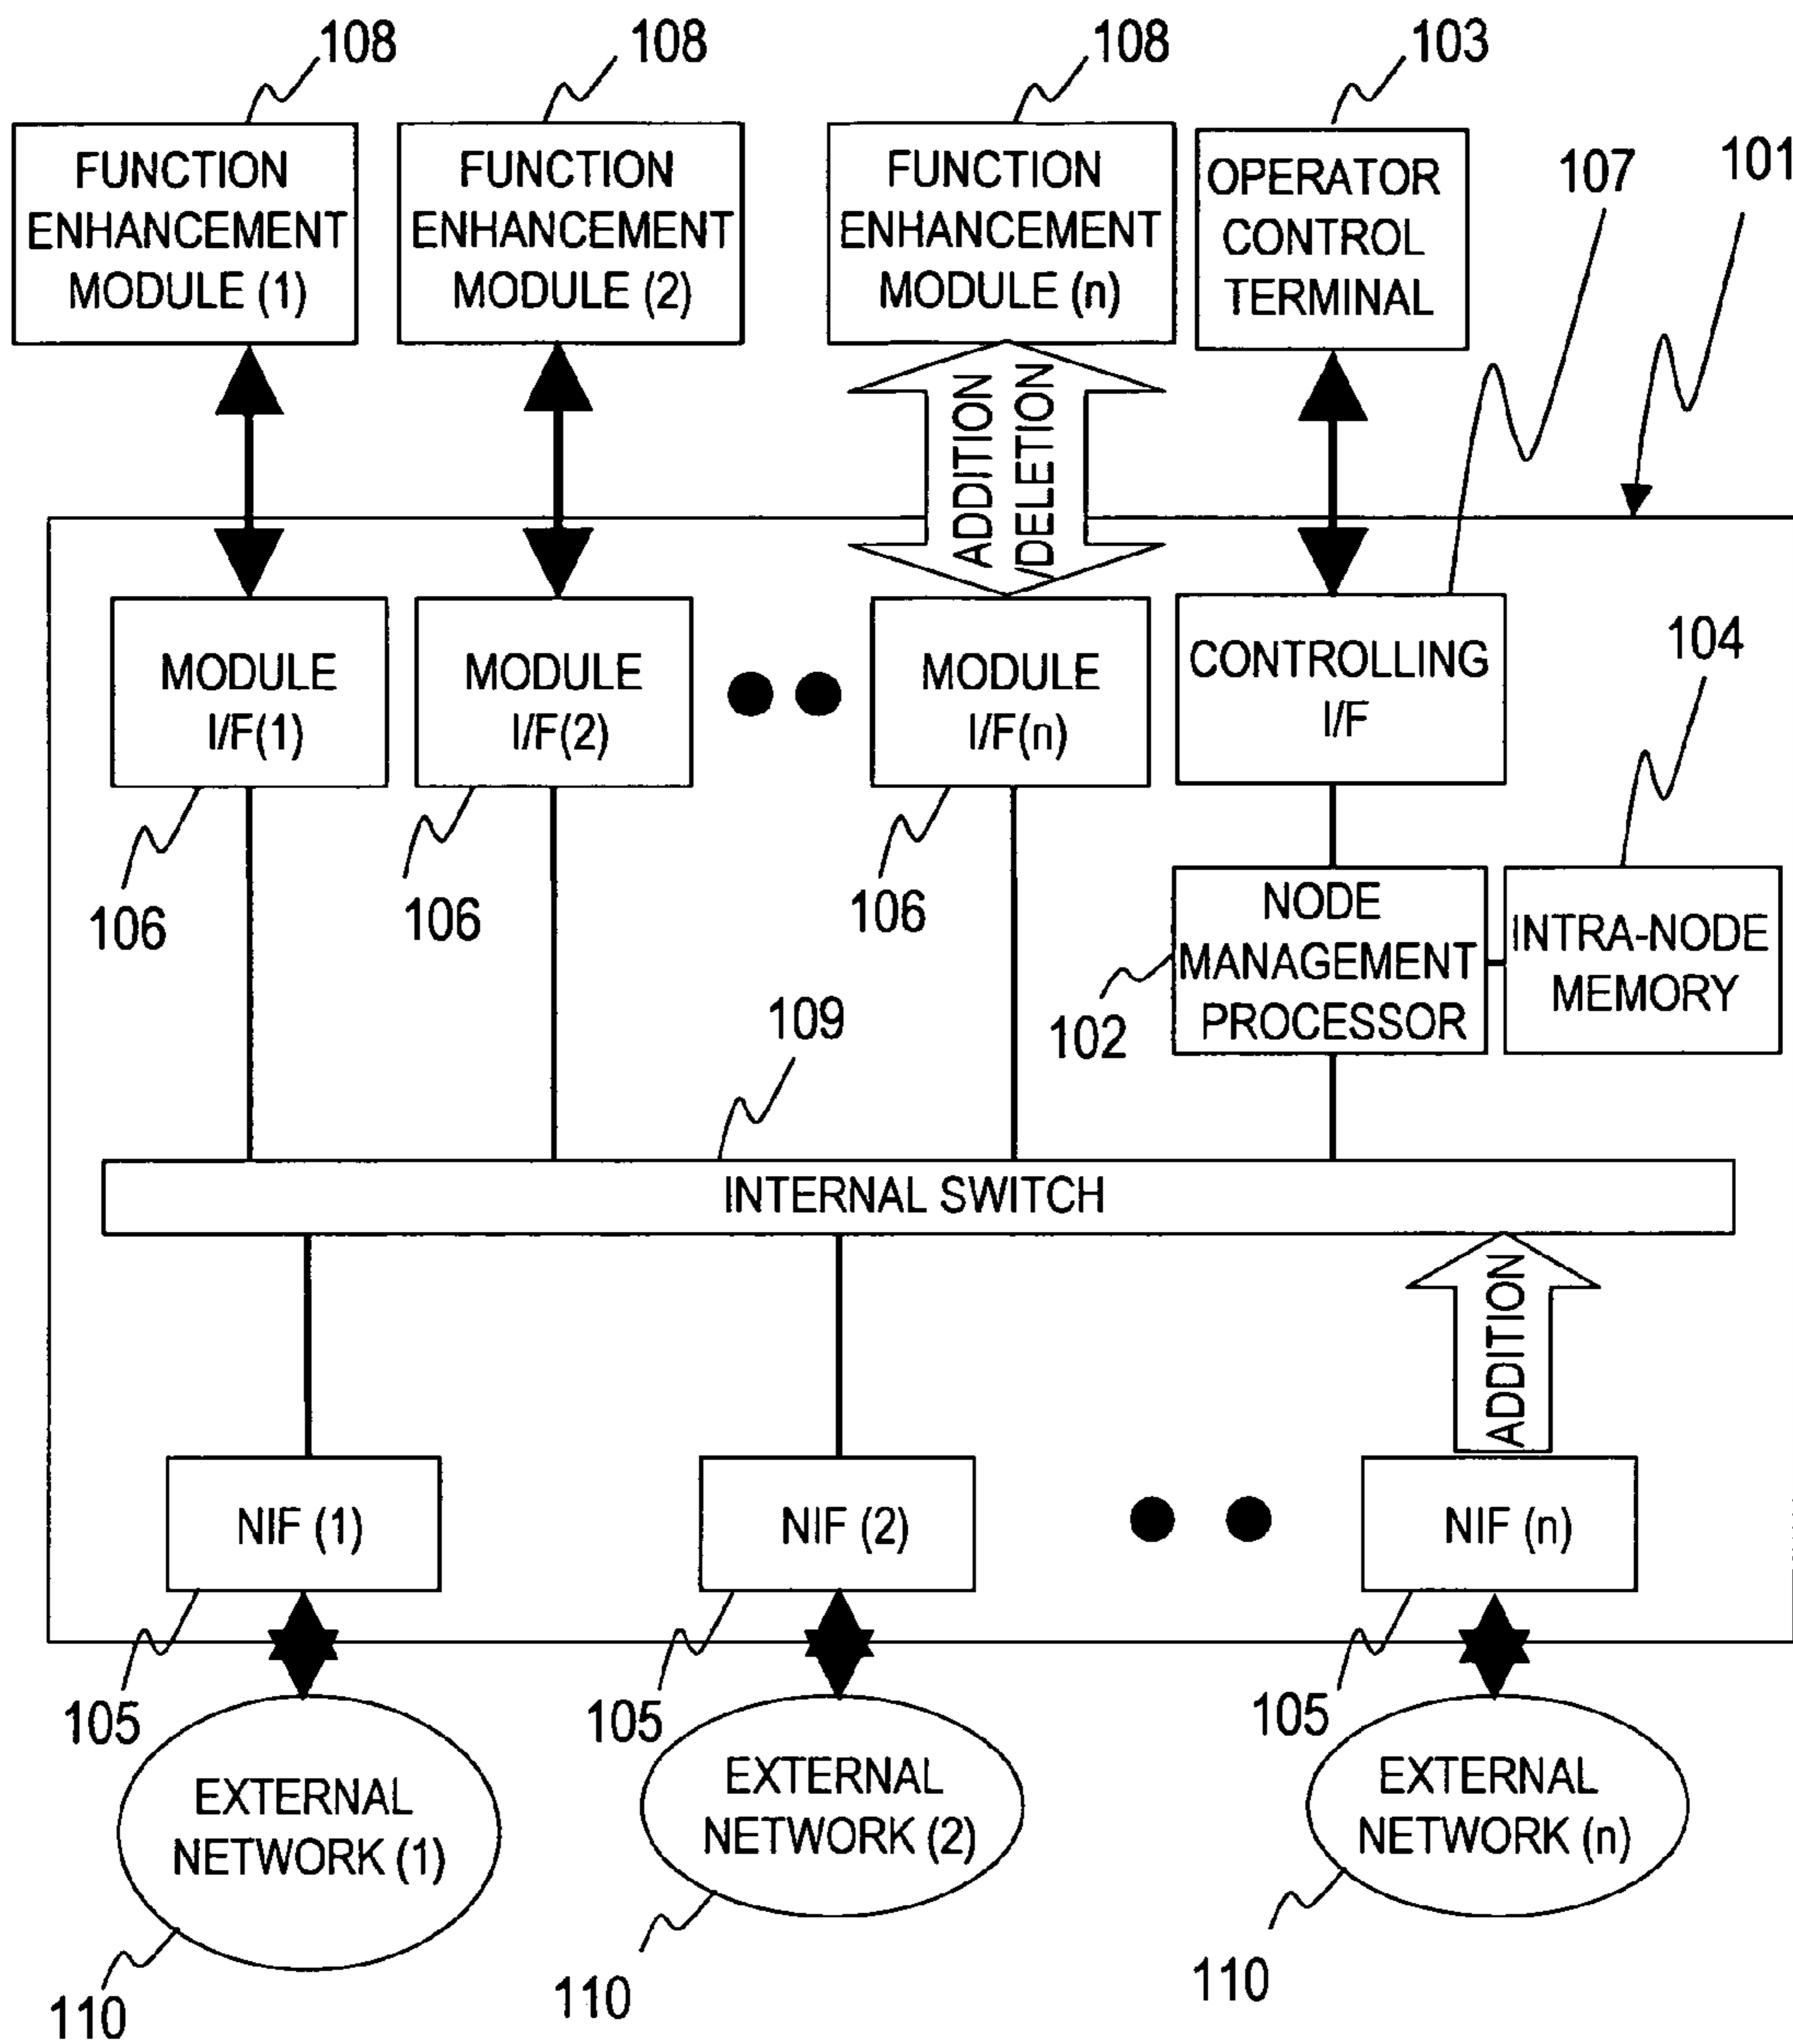 108
108
108
103
107
101
FUNCTION
ENHANCEMENT
MODULE (1)
FUNCTION
ENHANCEMENT
MODULE (2)
FUNCTION
ENHANCEMENT
MODULE (n)
OPERATOR
CONTROL
TERMINAL
ADDITION
DELETION
MODULE
I/F(1)
MODULE
I/F(2)
MODULE
I/F(n)
CONTROLLING
I/F
104
106
106
106
NODE
MANAGEMENT
PROCESSOR
INTRA-NODE
MEMORY
102
109
INTERNAL SWITCH
ADDITION
NIF (1)
NIF (2)
NIF (n)
105
105
105
EXTERNAL
NETWORK (1)
EXTERNAL
NETWORK (2)
EXTERNAL
NETWORK (n)
110
110
110